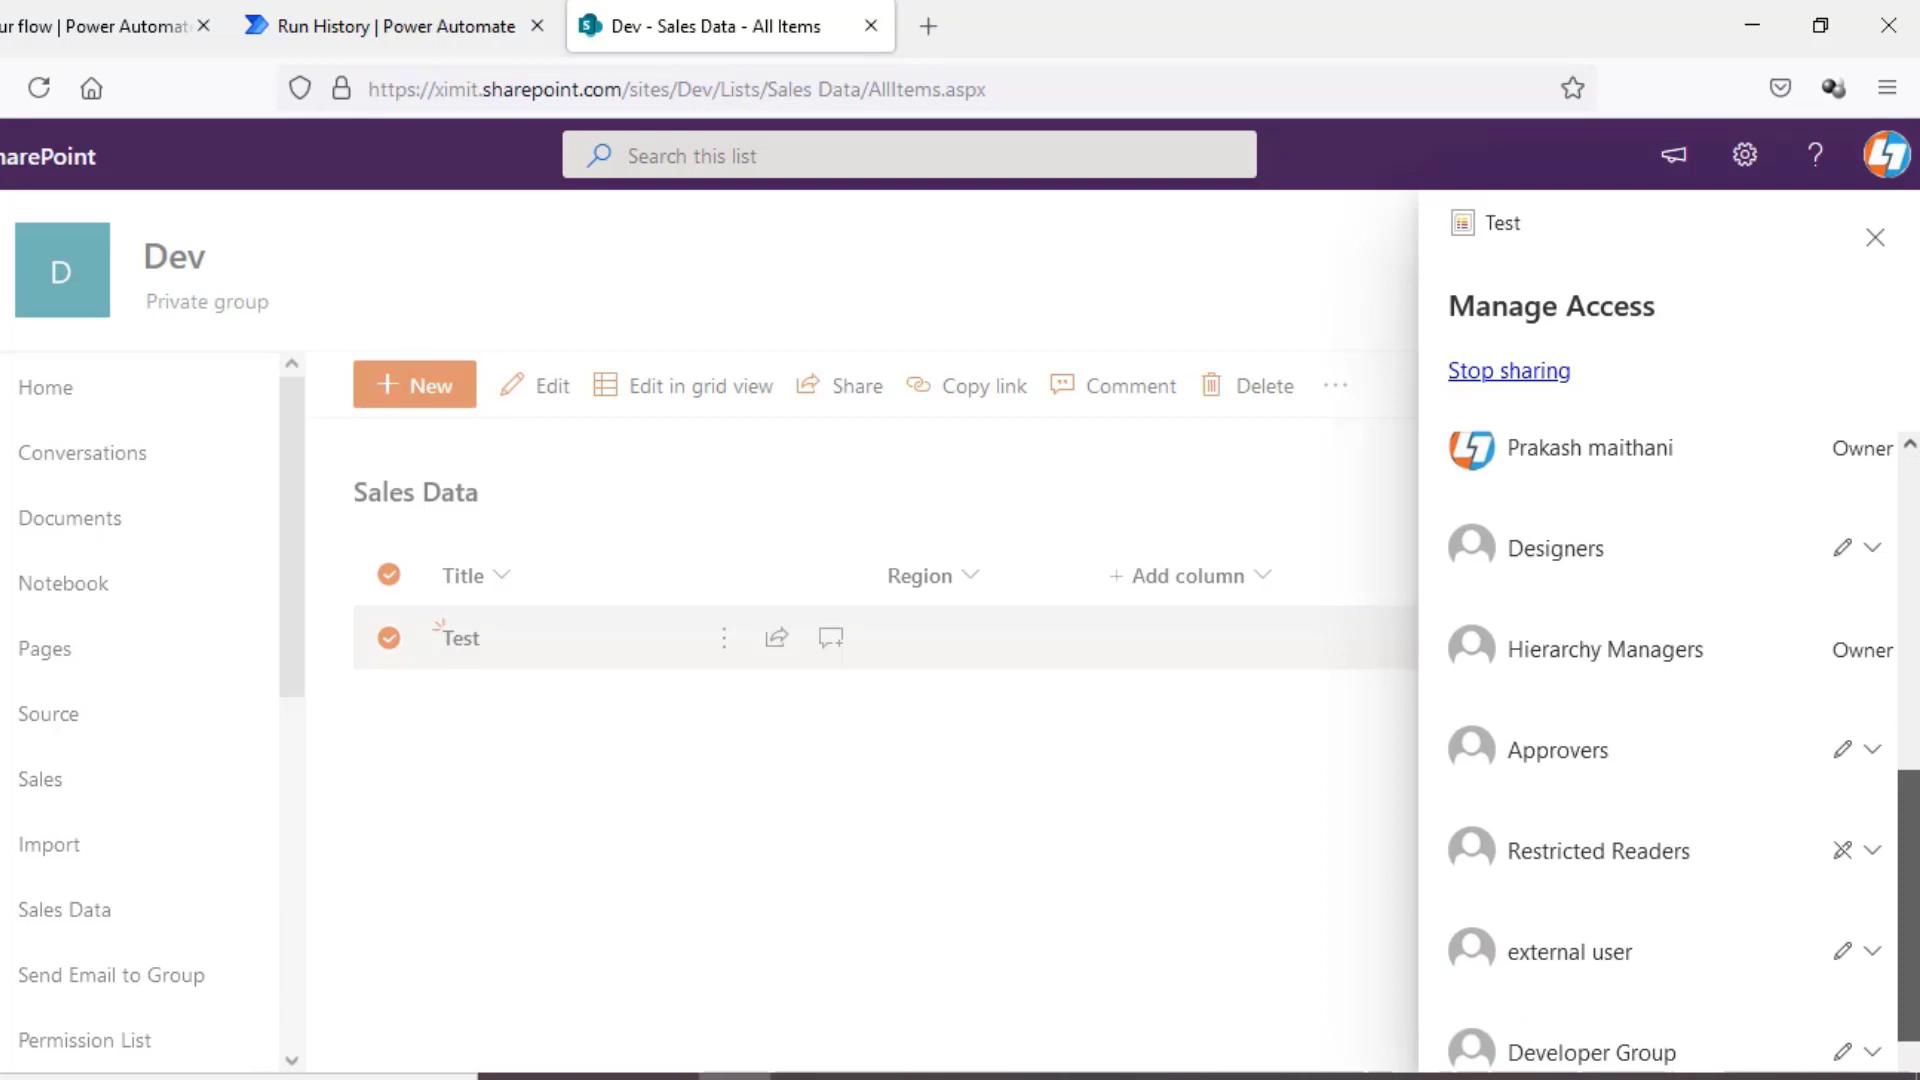 ur flow | Power Automat
Run History | Power Automate
Dev - Sales Data - All Items
https://ximit.sharepoint.com/sites/Dev/Lists/Sales Data/AllItems.aspx
harePoint
Search this list
D
Dev
Private group
Home
Conversations
Documents
Notebook
Pages
Source
Sales
Import
Sales Data
Send Email to Group
Permission List
New
Edit
Edit in grid view
Share
Copy link
Comment
Delete
Sales Data
Title
Region
+ Add column
Test
Test
Manage Access
Stop sharing
Prakash maithani
Owner
Designers
Hierarchy Managers
Owner
Approvers
Restricted Readers
external user
Developer Group